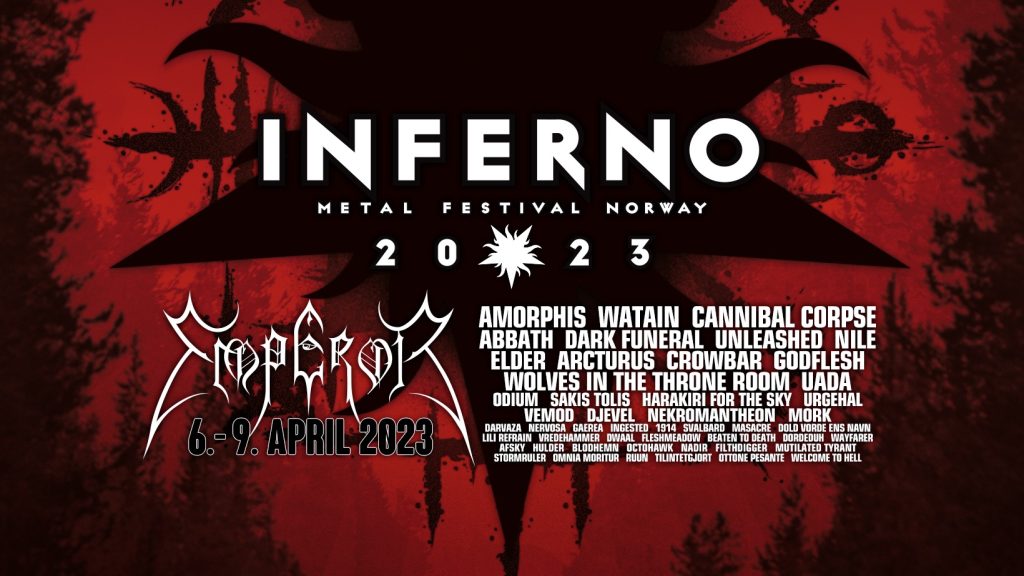 INFERNO
METAL FESTIVAL NORWAY
2023
EMPEROR
6.-9. APRIL 2023
AMORPHIS WATAIN CANNIBAL CORPSE
ABBATH DARK FUNERAL UNLEASHED NILE
ELDER ARCTURUS CROWBAR GODFLESH
WOLVES IN THE THRONE ROOM UADA
ODIUM SAKIS TOLIS HARAKIRI FOR THE SKY URGEHAL
VEMOD DJEVEL NEKROMANTHEON MORK
DARVAZA NERVOSA GAEREA INGESTED 1914 SVALBARD MASACRE DOLD VORDE ENS NAVN
LILI REFRAIN VREDEHAMMER DWAAL FLESHMEADOW BEATEN TO DEATH DORDEDUH WAYFARER
AFSKY HULDER BLODHEMN OCTOHAWK NADIR FILTHDIGGER MUTILATED TYRANT
STORMRULER OMNIA MORITUR RUUN TILINTETGJORT OTTONE PESANTE WELCOME TO HELL